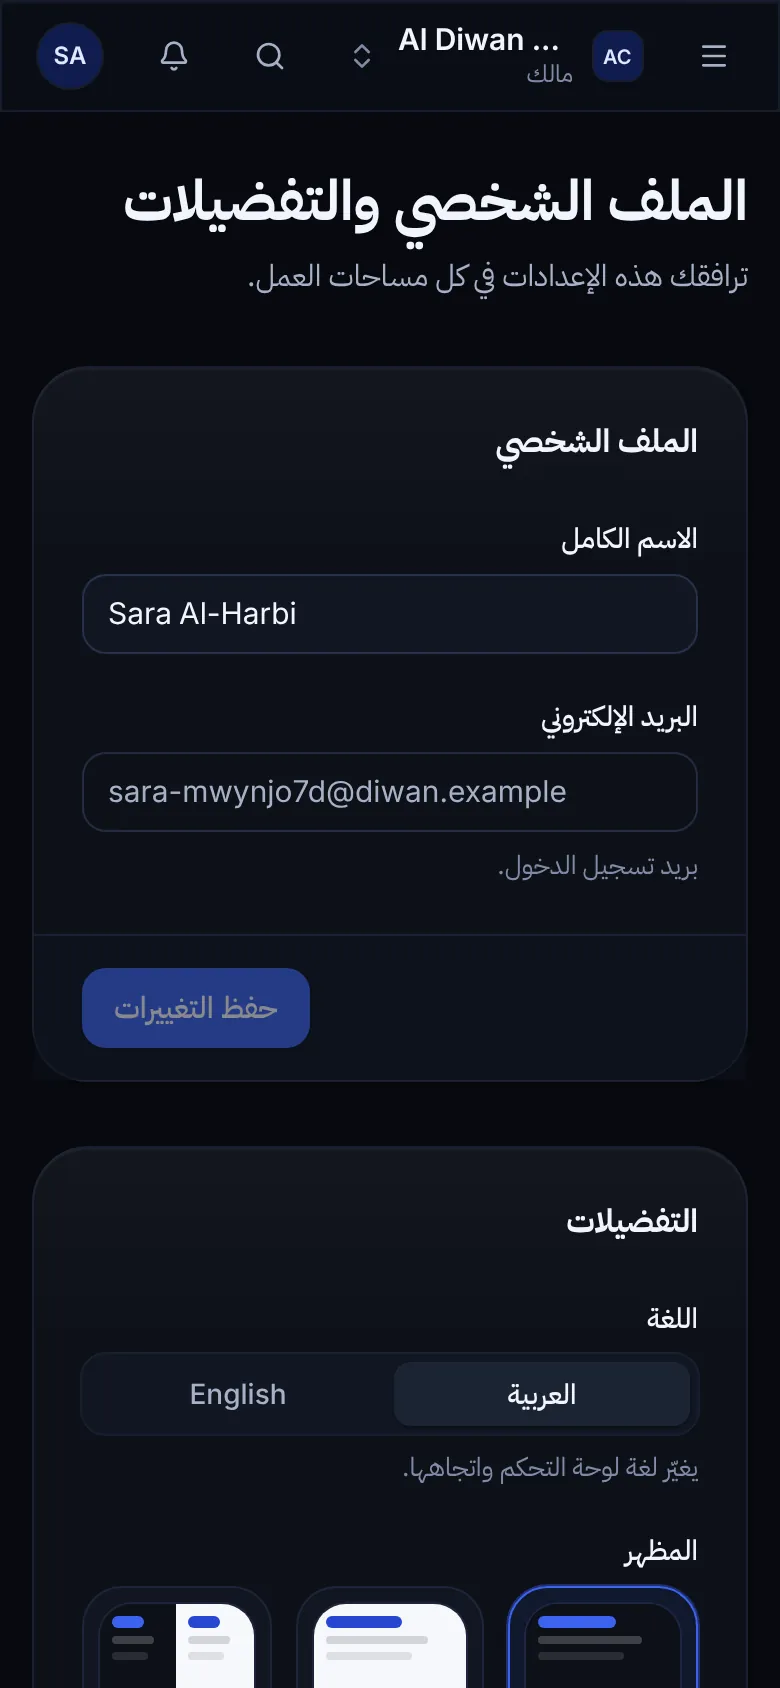 AC
Al Diwan ...
مالك
SA
الملف الشخصي والتفضيلات
ترافقك هذه الإعدادات في كل مساحات العمل.
الملف الشخصي
الاسم الكامل
Sara Al-Harbi
البريد الإلكتروني
sara-mwynjo7d@diwan.example
بريد تسجيل الدخول.
حفظ التغييرات
التفضيلات
اللغة
العربية
English
يغيّر لغة لوحة التحكم واتجاهها.
المظهر